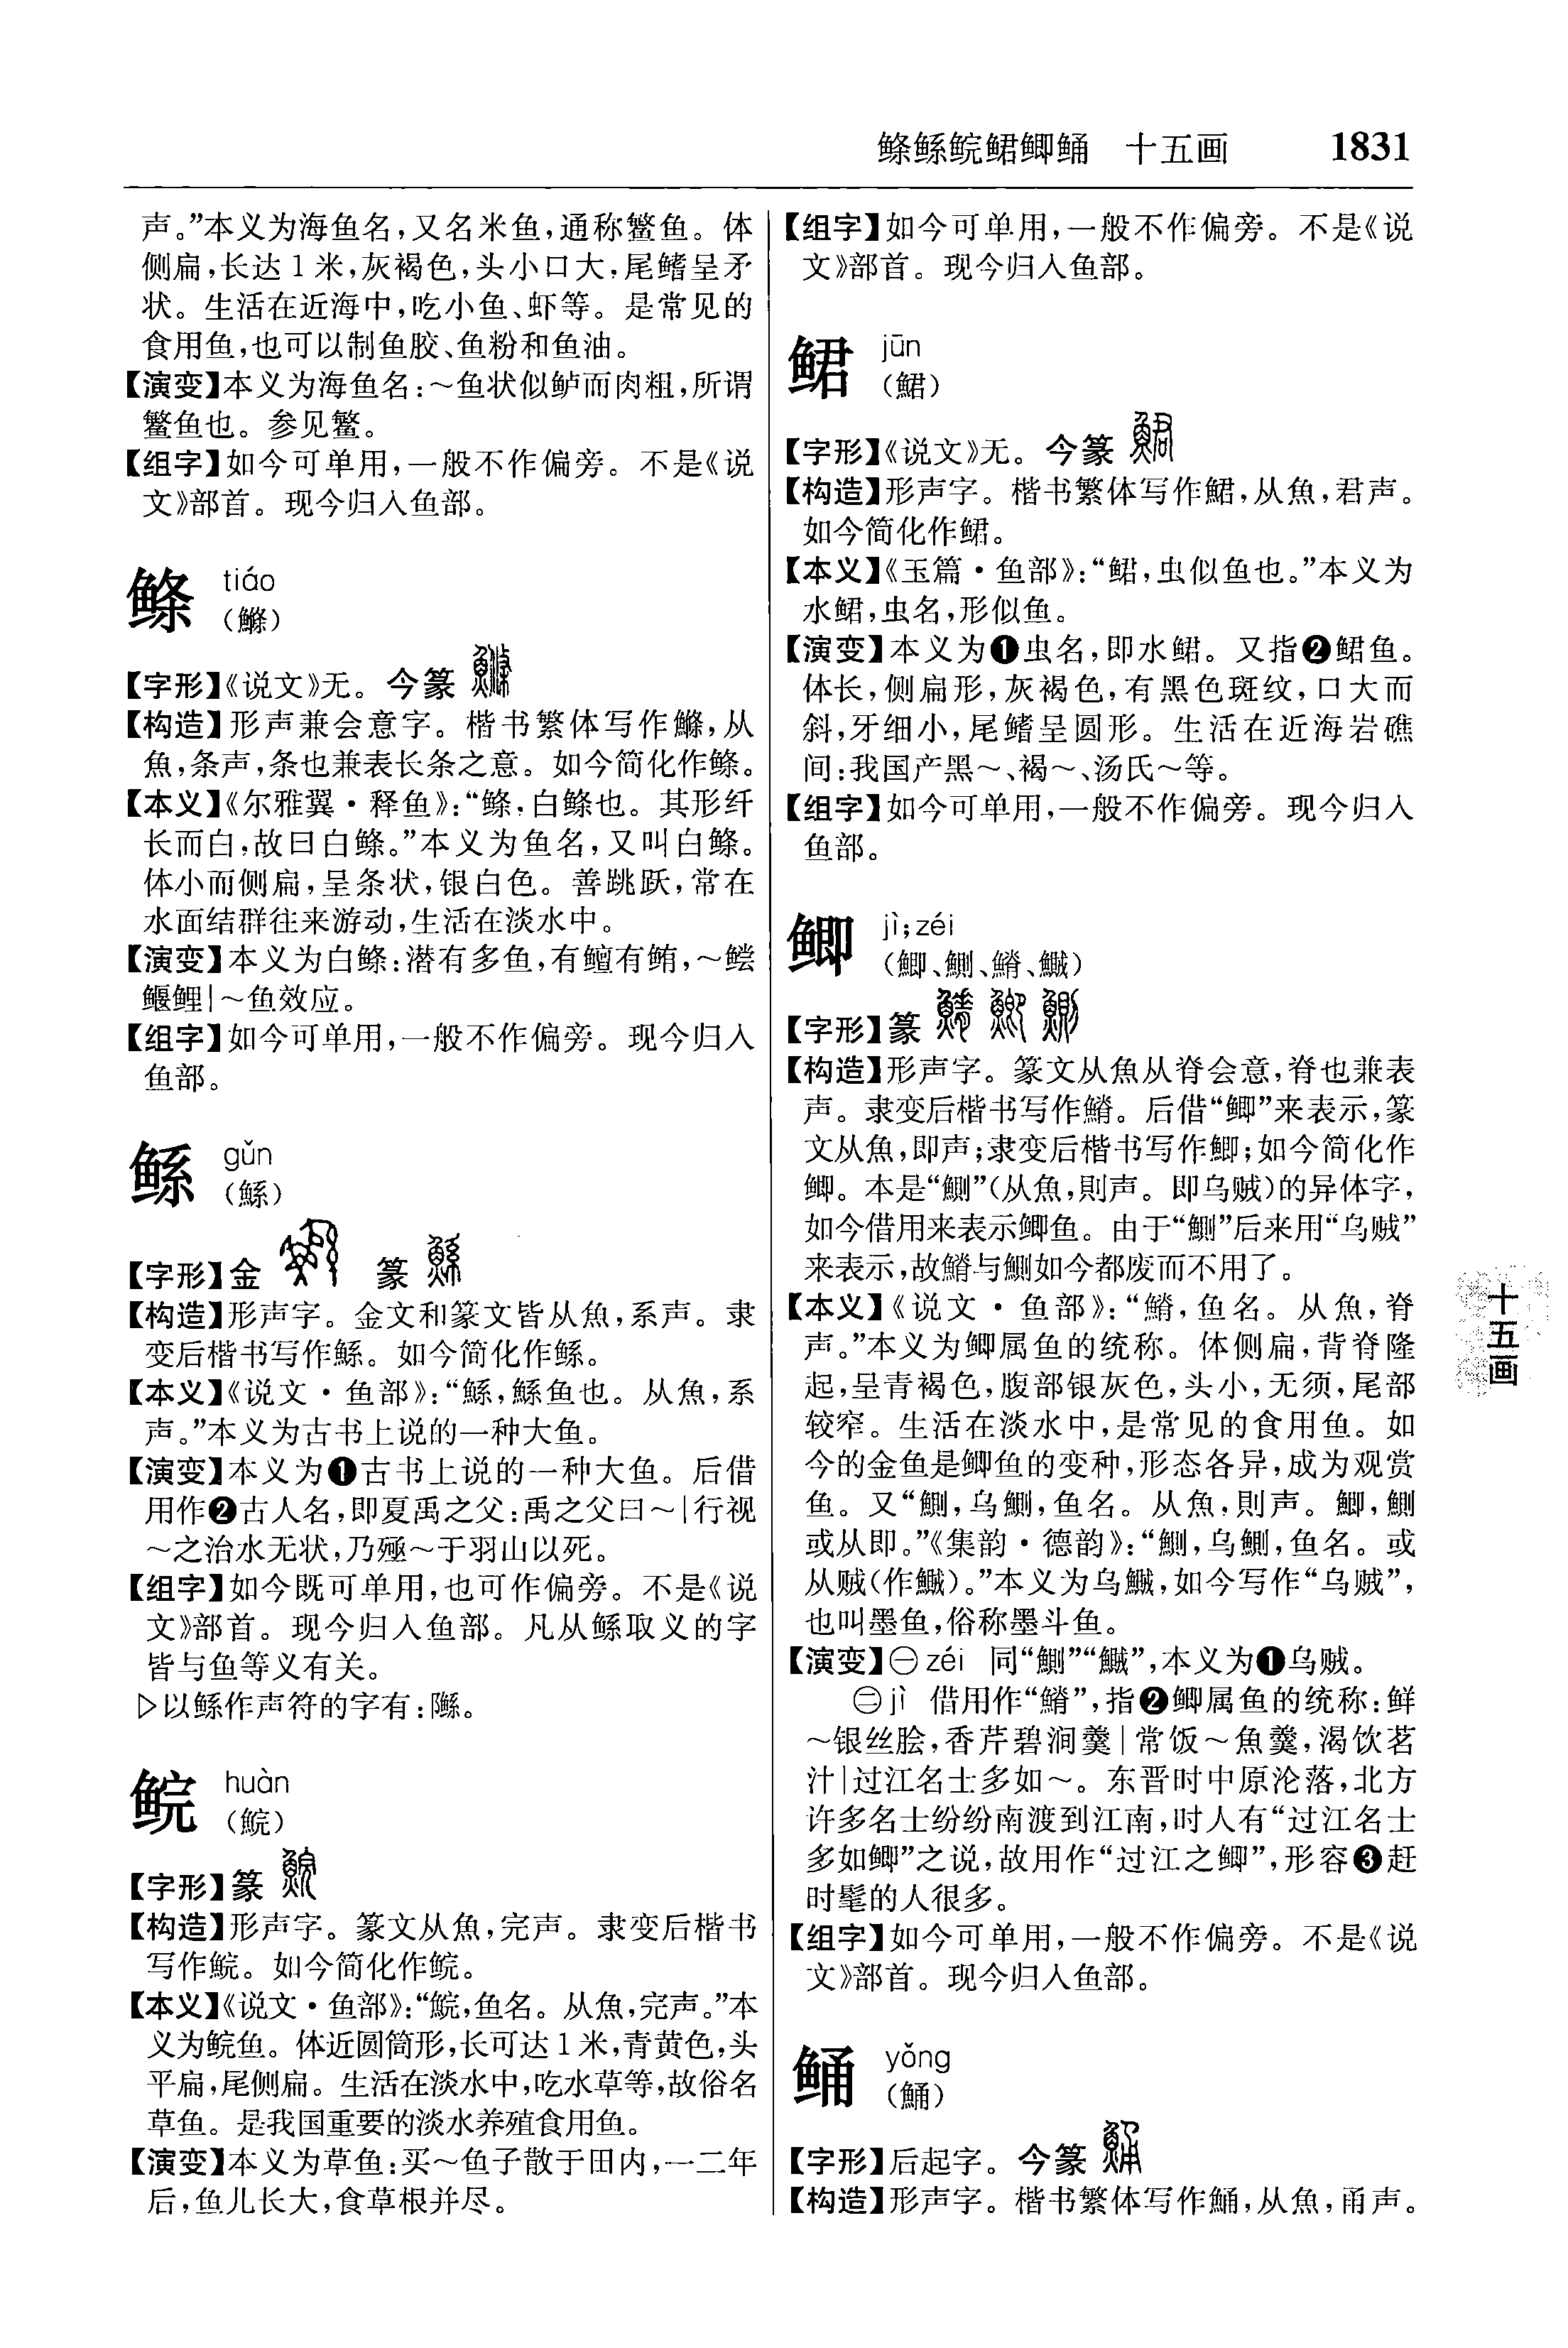 鲦鲧鲩鲪鲫鲬　十五画　1831
声。”本义为海鱼名,又名米鱼,通称鳘鱼。体
侧扁,长达1米,灰褐色,头小口大,尾鳍呈矛
状。生活在近海中,吃小鱼、虾等。是常见的
食用鱼,也可以制鱼胶、鱼粉和鱼油。
【演变】本义为海鱼名:～鱼状似鲈而肉粗,所谓
鳘鱼也。参见鳘。
【组字】如今可单用,一般不作偏旁。不是《说
文》部首。现今归入鱼部。
鲦 tiáo
(鰷)
【字形】《说文》无。今篆
【构造】形声兼会意字。楷书繁体写作鰷,从
魚,条声,条也兼表长条之意。如今简化作鲦。
【本义】《尔雅翼·释鱼》:“鲦,白鲦也。其形纤
长而白,故曰白鲦。”本义为鱼名,又叫白鲦。
体小而侧扁,呈条状,银白色。善跳跃,常在
水面结群往来游动,生活在淡水中。
【演变】本义为白鲦:潜有多鱼,有鳣有鲔,～鲿
鰋鲤|～鱼效应。
【组字】如今可单用,一般不作偏旁。现今归入
鱼部。
鲧 gǔn
(鯀)
【字形】金　篆
【构造】形声字。金文和篆文皆从魚,系声。隶
变后楷书写作鯀。如今简化作鲧。
【本义】《说文·鱼部》:“鯀,鯀鱼也。从魚,系
声。”本义为古书上说的一种大鱼。
【演变】本义为❶古书上说的一种大鱼。后借
用作❷古人名,即夏禹之父:禹之父曰～|行视
～之治水无状,乃殛～于羽山以死。
【组字】如今既可单用,也可作偏旁。不是《说
文》部首。现今归入鱼部。凡从鲧取义的字
皆与鱼等义有关。
▷以鲧作声符的字有:。
鲩 huàn
(鯇)
【字形】篆
【构造】形声字。篆文从魚,完声。隶变后楷书
写作鯇。如今简化作鲩。
【本义】《说文·鱼部》:“鯇,鱼名。从魚,完声。”本
义为鲩鱼。体近圆筒形,长可达1米,青黄色,头
平扁,尾侧扁。生活在淡水中,吃水草等,故俗名
草鱼。是我国重要的淡水养殖食用鱼。
【演变】本义为草鱼:买～鱼子散于田内,一二年
后,鱼儿长大,食草根并尽。
【组字】如今可单用,一般不作偏旁。不是《说
文》部首。现今归入鱼部。
鲪 jūn
(鮶)
【字形】《说文》无。今篆
【构造】形声字。楷书繁体写作鮶,从魚,君声。
如今简化作鲪。
【本义】《玉篇·鱼部》:“鲪,虫似鱼也。”本义为
水鲪,虫名,形似鱼。
【演变】本义为❶虫名,即水鲪。又指❷鲪鱼。
体长,侧扁形,灰褐色,有黑色斑纹,口大而
斜,牙细小,尾鳍呈圆形。生活在近海岩礁
间:我国产黑～、褐～、汤氏～等。
【组字】如今可单用,一般不作偏旁。现今归入
鱼部。
鲫 jì;zéi
(鯽、鰂、鰿、鱡)
【字形】篆
【构造】形声字。篆文从魚从脊会意,脊也兼表
声。隶变后楷书写作䲅。后借“鲫”来表示,篆
文从魚,即声;隶变后楷书写作鯽;如今简化作
鲫。本是“鰂”(从魚,則声。即乌贼)的异体字,
如今借用来表示鲫鱼。由于“鰂”后来用“乌贼”
来表示,故䲅与鰂如今都废而不用了。
【本义】《说文·鱼部》:“䲅,鱼名。从魚,脊
声。”本义为鲫属鱼的统称。体侧扁,背脊隆
起,呈青褐色,腹部银灰色,头小,无须,尾部
较窄。生活在淡水中,是常见的食用鱼。如
今的金鱼是鲫鱼的变种,形态各异,成为观赏
鱼。又“鰂,乌鰂,鱼名。从魚,則声。鯽,鰂
或从即。”《集韵·德韵》:“鰂,乌鰂,鱼名。或
从贼(作鱡)。”本义为乌鱡,如今写作“乌贼”,
也叫墨鱼,俗称墨斗鱼。
【演变】㊀zéi 同“鰂”“鱡”,本义为❶乌贼。
㊁jì 借用作“䲅”,指❷鲫属鱼的统称:鲜
～银丝脍,香芹碧涧羹|常饭～魚羹,渴饮茗
汁|过江名士多如～。东晋时中原沦落,北方
许多名士纷纷南渡到江南,时人有“过江名士
多如鲫”之说,故用作“过江之鲫”,形容❸赶
时髦的人很多。
【组字】如今可单用,一般不作偏旁。不是《说
文》部首。现今归入鱼部。
鲬 yǒng
(鯒)
【字形】后起字。今篆
【构造】形声字。楷书繁体写作鯒,从魚,甬声。
十五画